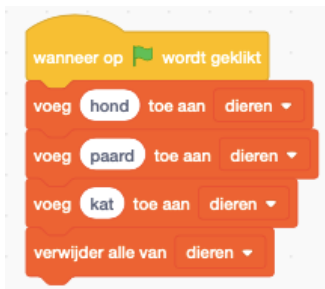 wanneer op wordt geklikt
voeg hond toe aan dieren
voeg paard toe aan dieren
voeg kat toe aan dieren
verwijder alle van dieren